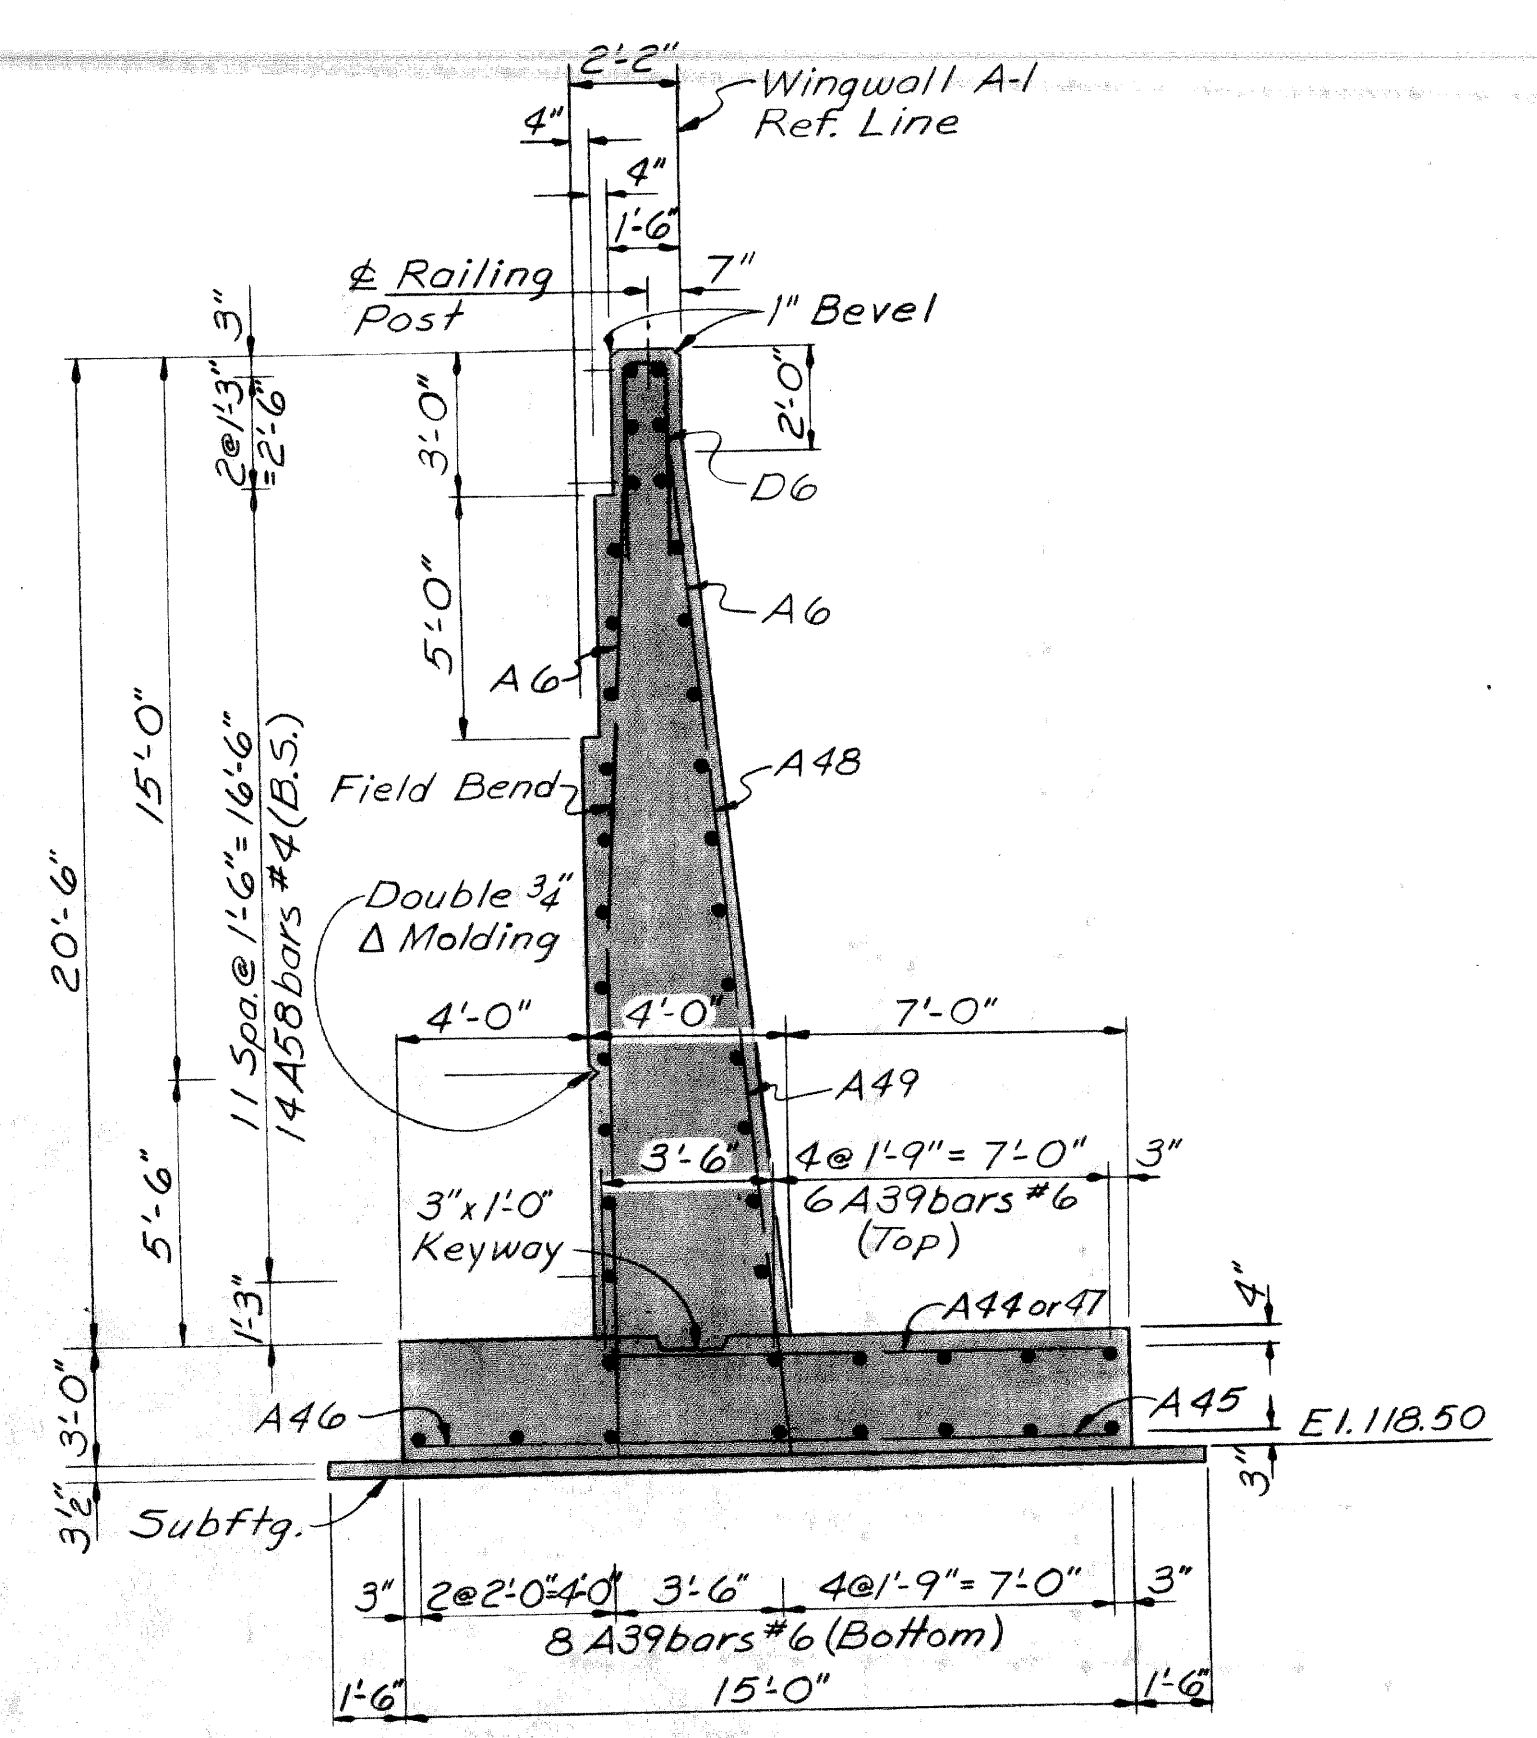 2'-2"
Wingwall A-1
Ref. Line
4"
4"
1'-6"
7"
℄ Railing
Post
1" Bevel
3"
2@1'-3"
=2'-6"
3'-0"
2'-0"
D6
5'-0"
A6
A6
15'-0"
20'-6"
11 Spa.@ 1'-6"= 16'-6"
14 A58 bars #4 (B.S.)
Field Bend
A48
Double 3/4"
Δ Molding
4'-0"
4'-0"
7'-0"
A49
5'-6"
3'-6"
4@ 1'-9"= 7'-0"
3"
6 A39 bars #6
(Top)
3"x1'-0"
Keyway
1'-3"
A44 or 47
4"
3'-0"
A46
A45
El. 118.50
3"
3½"
Subftg.
3"
2@2'-0"=4'-0"
3'-6"
4@1'-9"= 7'-0"
3"
8 A39 bars #6 (Bottom)
1'-6"
15'-0"
1'-6"